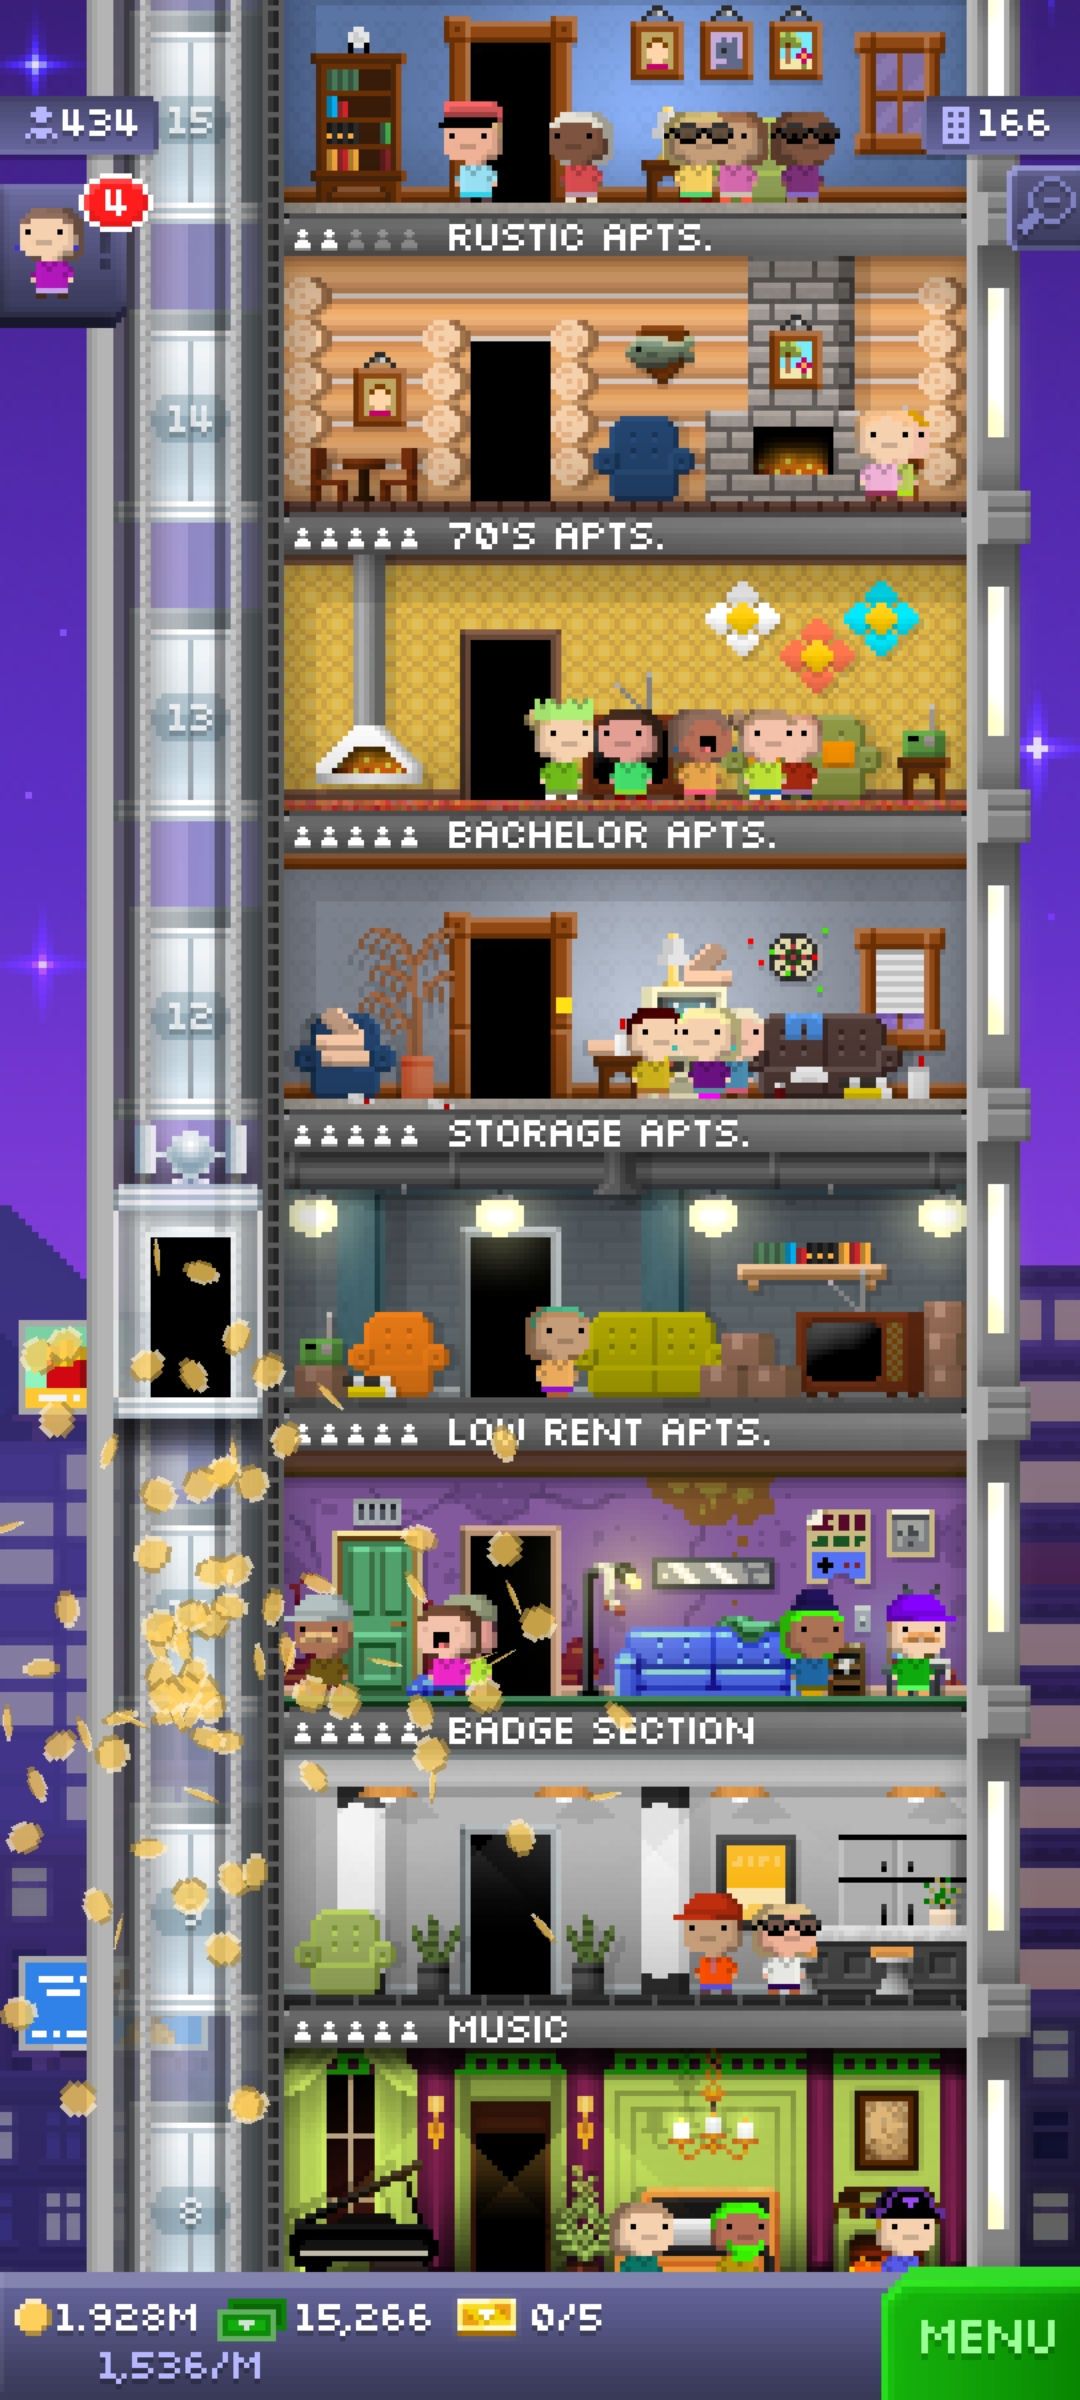 434
15
166
4
RUSTIC APTS.
14
70'S APTS.
13
BACHELOR APTS.
12
STORAGE APTS.
LOW RENT APTS.
BADGE SECTION
9
MUSIC
8
1.928M
15,266
0/5
MENU
1,536/M